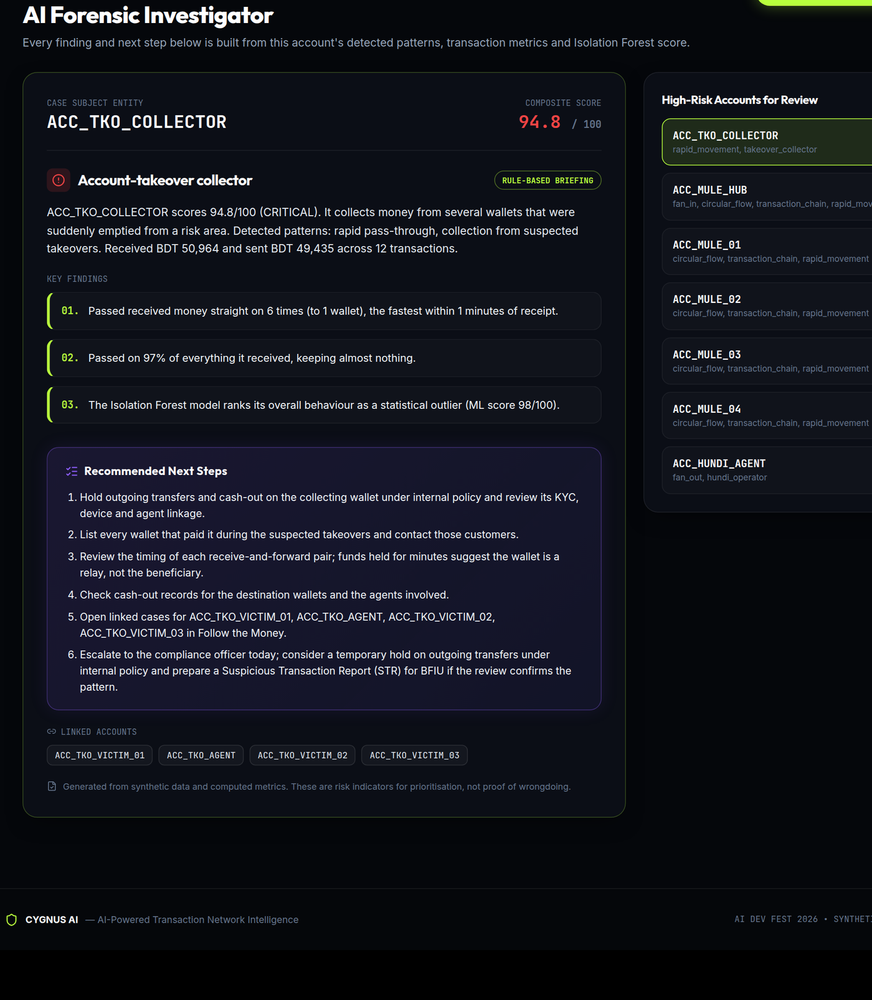 AI Forensic Investigator
Every finding and next step below is built from this account's detected patterns, transaction metrics and Isolation Forest score.
CASE SUBJECT ENTITY
ACC_TKO_COLLECTOR
COMPOSITE SCORE
94.8 / 100
Account-takeover collector
RULE-BASED BRIEFING
ACC_TKO_COLLECTOR scores 94.8/100 (CRITICAL). It collects money from several wallets that were
suddenly emptied from a risk area. Detected patterns: rapid pass-through, collection from suspected
takeovers. Received BDT 50,964 and sent BDT 49,435 across 12 transactions.
KEY FINDINGS
01. Passed received money straight on 6 times (to 1 wallet), the fastest within 1 minutes of receipt.
02. Passed on 97% of everything it received, keeping almost nothing.
03. The Isolation Forest model ranks its overall behaviour as a statistical outlier (ML score 98/100).
Recommended Next Steps
1. Hold outgoing transfers and cash-out on the collecting wallet under internal policy and review its KYC,
device and agent linkage.
2. List every wallet that paid it during the suspected takeovers and contact those customers.
3. Review the timing of each receive-and-forward pair; funds held for minutes suggest the wallet is a
relay, not the beneficiary.
4. Check cash-out records for the destination wallets and the agents involved.
5. Open linked cases for ACC_TKO_VICTIM_01, ACC_TKO_AGENT, ACC_TKO_VICTIM_02,
ACC_TKO_VICTIM_03 in Follow the Money.
6. Escalate to the compliance officer today; consider a temporary hold on outgoing transfers under
internal policy and prepare a Suspicious Transaction Report (STR) for BFIU if the review confirms the
pattern.
LINKED ACCOUNTS
ACC_TKO_VICTIM_01 ACC_TKO_AGENT ACC_TKO_VICTIM_02 ACC_TKO_VICTIM_03
Generated from synthetic data and computed metrics. These are risk indicators for prioritisation, not proof of wrongdoing.
High-Risk Accounts for Review
ACC_TKO_COLLECTOR
rapid_movement, takeover_collector
ACC_MULE_HUB
fan_in, circular_flow, transaction_chain, rapid_mov
ACC_MULE_01
circular_flow, transaction_chain, rapid_movement
ACC_MULE_02
circular_flow, transaction_chain, rapid_movement
ACC_MULE_03
circular_flow, transaction_chain, rapid_movement
ACC_MULE_04
circular_flow, transaction_chain, rapid_movement
ACC_HUNDI_AGENT
fan_out, hundi_operator
CYGNUS AI — AI-Powered Transaction Network Intelligence
AI DEV FEST 2026 • SYNTHETI